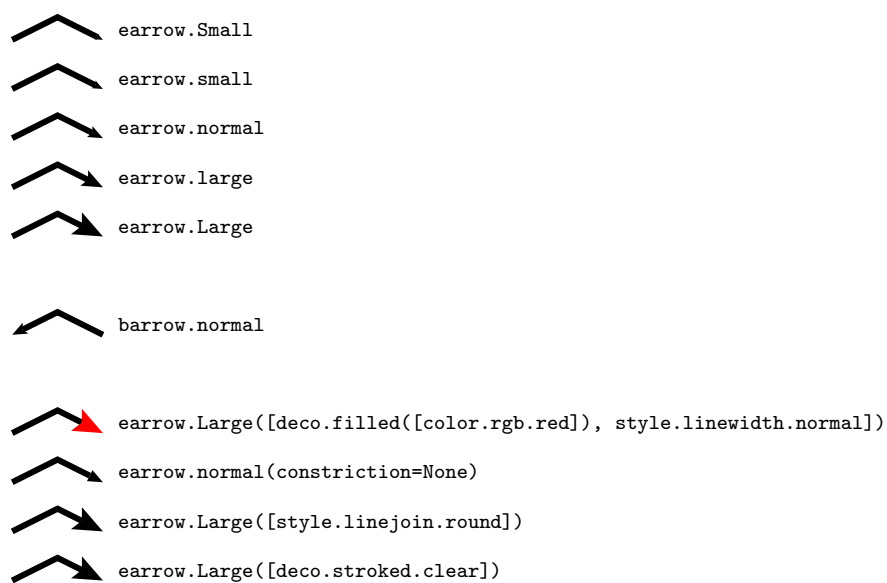 earrow.Small
earrow.small
earrow.normal
earrow.large
earrow.Large
barrow.normal
earrow.Large([deco.filled([color.rgb.red]), style.linewidth.normal])
earrow.normal(constriction=None)
earrow.Large([style.linejoin.round])
earrow.Large([deco.stroked.clear])